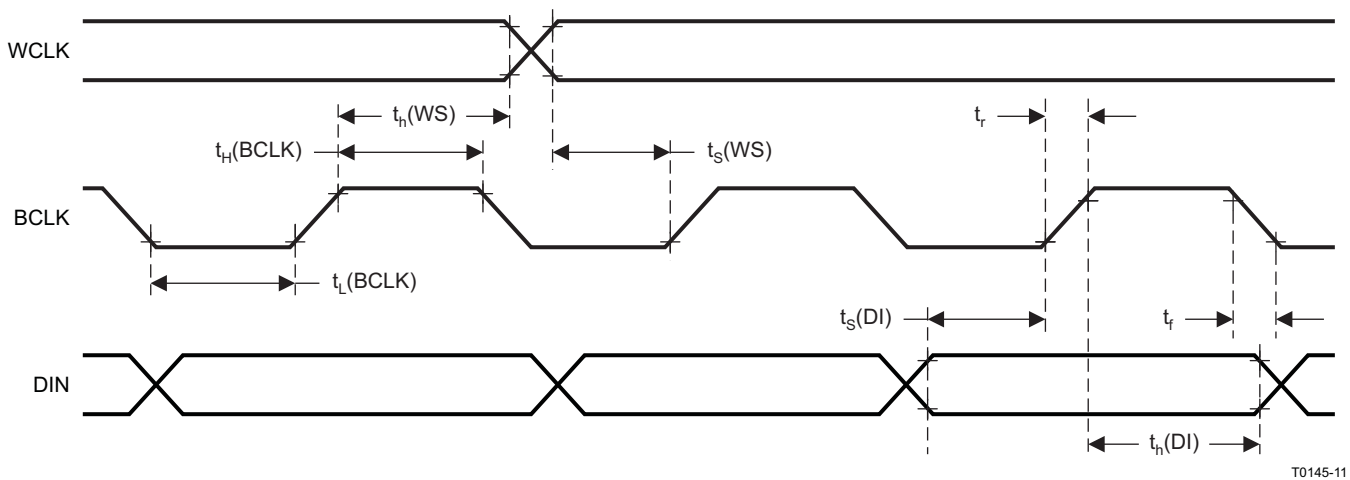 WCLK
t_h(WS)
t_r
t_H(BCLK)
t_S(WS)
BCLK
t_L(BCLK)
t_S(DI)
t_f
DIN
t_h(DI)
T0145-11